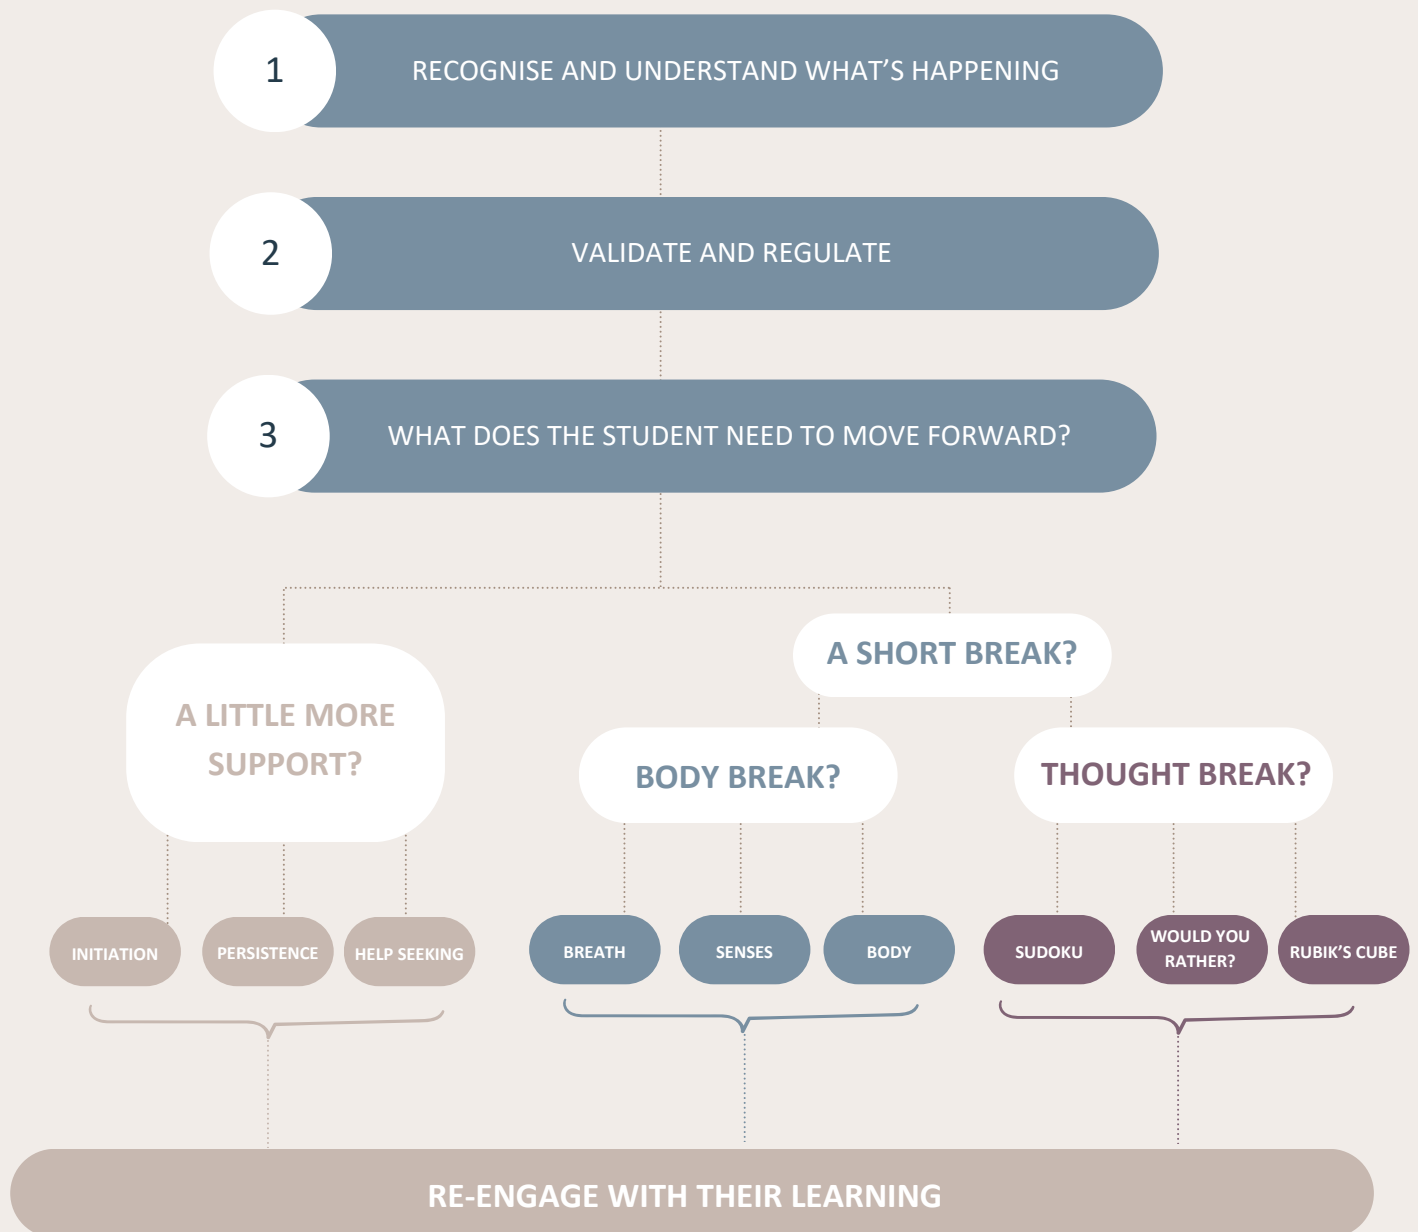 1
RECOGNISE AND UNDERSTAND WHAT’S HAPPENING
2
VALIDATE AND REGULATE
3
WHAT DOES THE STUDENT NEED TO MOVE FORWARD?
A LITTLE MORE
SUPPORT?
A SHORT BREAK?
BODY BREAK?
THOUGHT BREAK?
INITIATION
PERSISTENCE
HELP SEEKING
BREATH
SENSES
BODY
SUDOKU
WOULD YOU
RATHER?
RUBIK’S CUBE
RE-ENGAGE WITH THEIR LEARNING